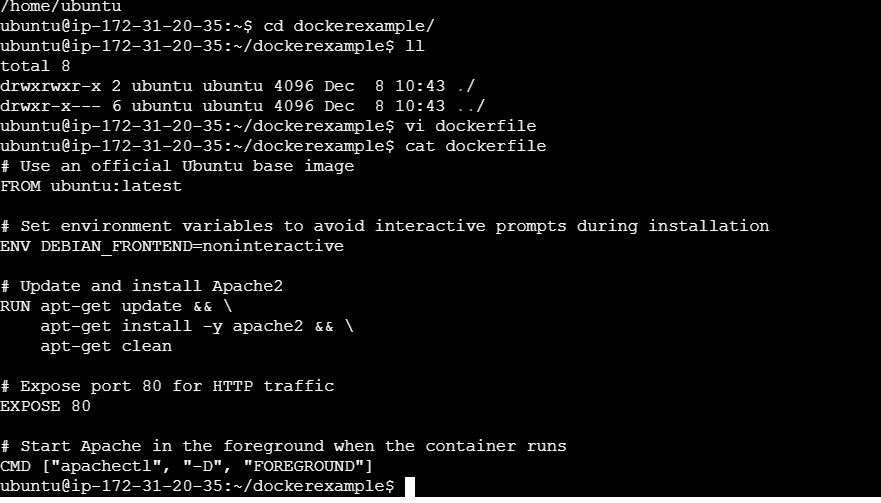 /home/ubuntu
ubuntu@ip-172-31-20-35:~$ cd dockerexample/
ubuntu@ip-172-31-20-35:~/dockerexample$ ll
total 8
drwxrwxr-x 2 ubuntu ubuntu 4096 Dec  8 10:43 ./
drwxr-x--- 6 ubuntu ubuntu 4096 Dec  8 10:43 ../
ubuntu@ip-172-31-20-35:~/dockerexample$ vi dockerfile
ubuntu@ip-172-31-20-35:~/dockerexample$ cat dockerfile
# Use an official Ubuntu base image
FROM ubuntu:latest

# Set environment variables to avoid interactive prompts during installation
ENV DEBIAN_FRONTEND=noninteractive

# Update and install Apache2
RUN apt-get update && \
    apt-get install -y apache2 && \
    apt-get clean

# Expose port 80 for HTTP traffic
EXPOSE 80

# Start Apache in the foreground when the container runs
CMD ["apachectl", "-D", "FOREGROUND"]
ubuntu@ip-172-31-20-35:~/dockerexample$